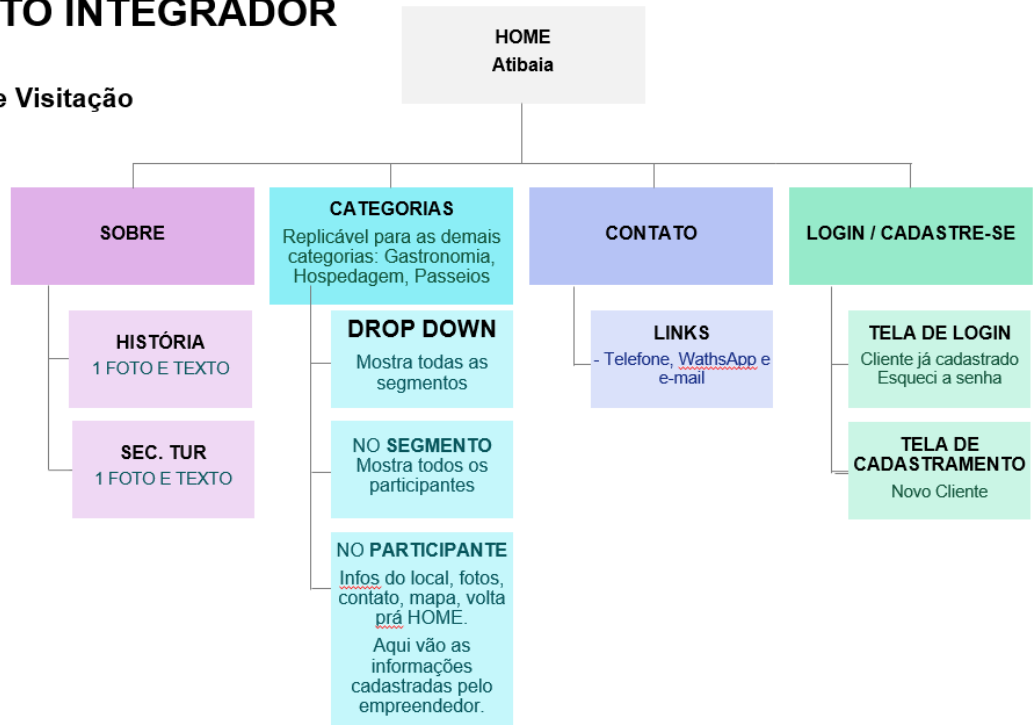 TO INTEGRADOR
e Visitação
HOME
Atibaia
SOBRE
HISTÓRIA
1 FOTO E TEXTO
SEC. TUR
1 FOTO E TEXTO
CATEGORIAS
Replicável para as demais
categorias: Gastronomia,
Hospedagem, Passeios
DROP DOWN
Mostra todas as
segmentos
NO SEGMENTO
Mostra todos os
participantes
NO PARTICIPANTE
Infos do local, fotos,
contato, mapa, volta
prá HOME.
Aqui vão as
informações
cadastradas pelo
empreendedor.
CONTATO
LINKS
- Telefone, WathsApp e
e-mail
LOGIN / CADASTRE-SE
TELA DE LOGIN
Cliente já cadastrado
Esqueci a senha
TELA DE
CADASTRAMENTO
Novo Cliente